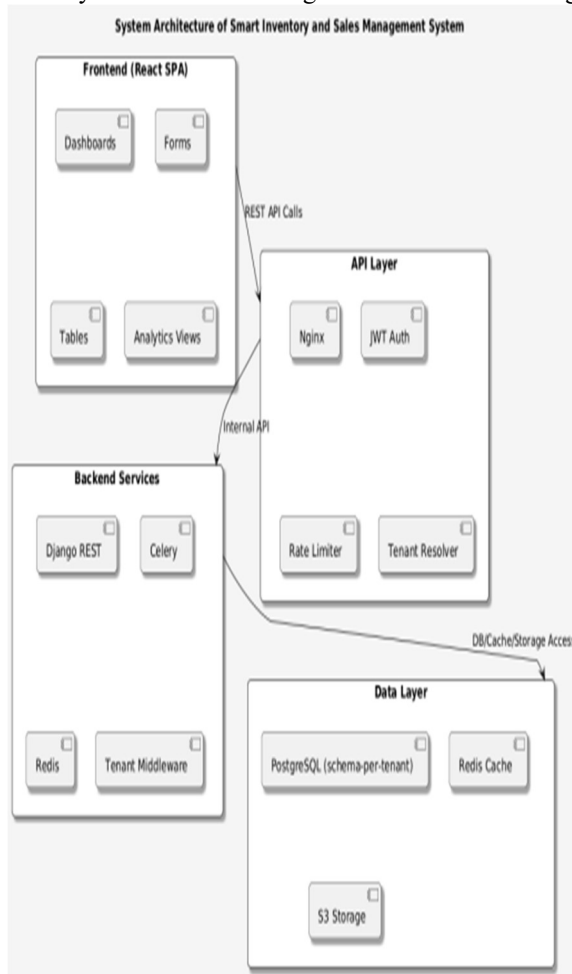 System Architecture of Smart Inventory and Sales Management System
Frontend (React SPA)
Dashboards
Forms
Tables
Analytics Views
REST API Calls
API Layer
Nginx
JWT Auth
Rate Limiter
Tenant Resolver
Internal API
Backend Services
Django REST
Celery
Redis
Tenant Middleware
DB/Cache/Storage Access
Data Layer
PostgreSQL (schema-per-tenant)
Redis Cache
S3 Storage